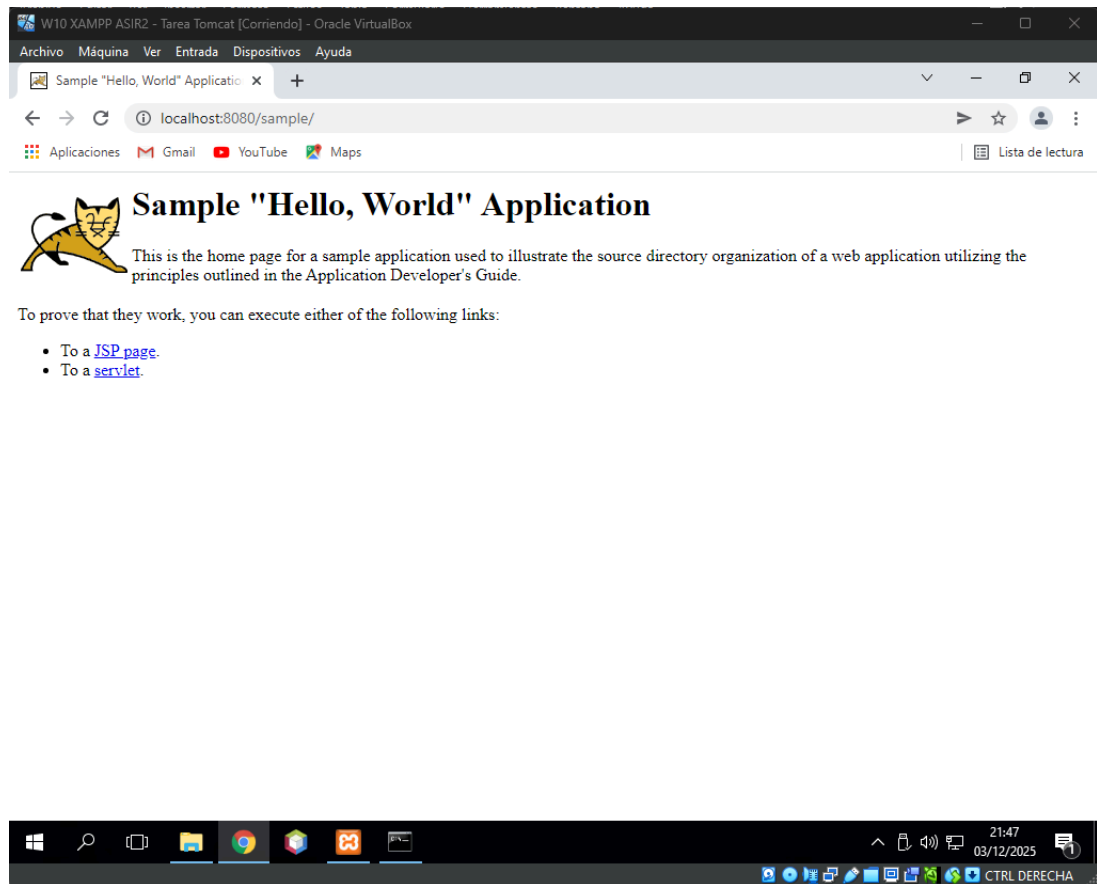 W10 XAMPP ASIR2 - Tarea Tomcat [Corriendo] - Oracle VirtualBox
Archivo Máquina Ver Entrada Dispositivos Ayuda
Sample "Hello, World" Applicatio
localhost:8080/sample/
Aplicaciones Gmail YouTube Maps Lista de lectura
Sample "Hello, World" Application
This is the home page for a sample application used to illustrate the source directory organization of a web application utilizing the
principles outlined in the Application Developer's Guide.
To prove that they work, you can execute either of the following links:
• To a JSP page.
• To a servlet.
21:47
03/12/2025
1
CTRL DERECHA